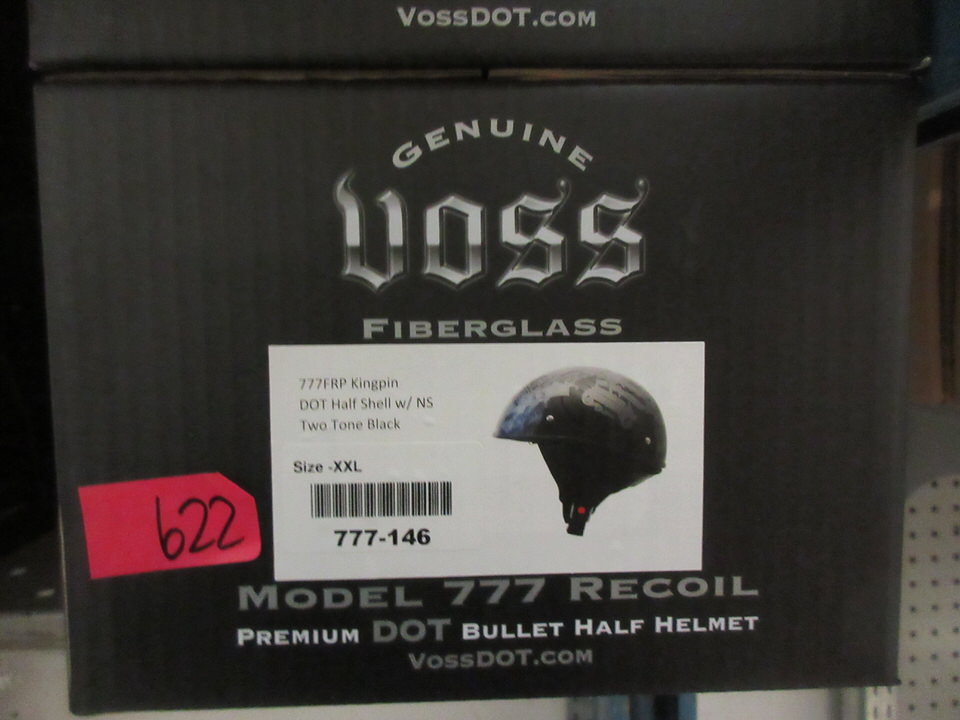 VossDOT.com
GENUINE
VOSS
FIBERGLASS
777FRP Kingpin
DOT Half Shell w/ NS
Two Tone Black
Size -XXL
777-146
622
MODEL 777 RECOIL
PREMIUM DOT BULLET HALF HELMET
VossDOT.com